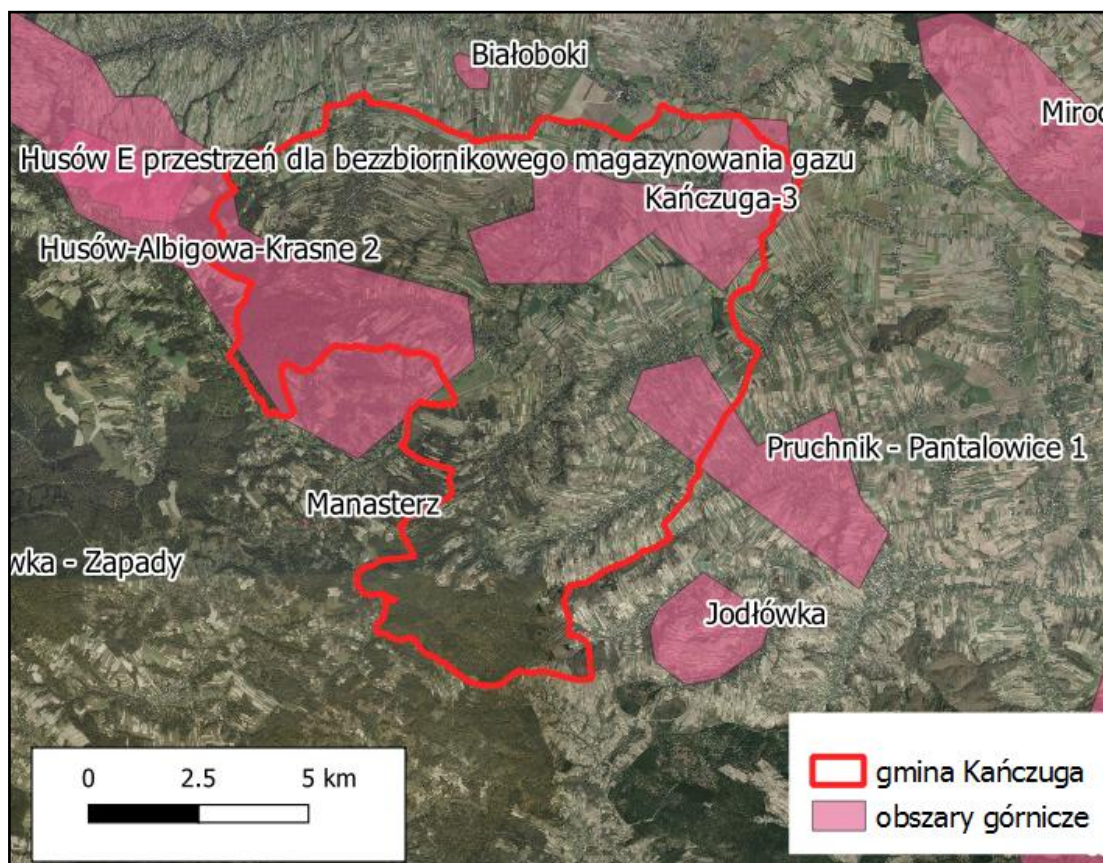 Białoboki
Miroc
Husów E przestrzeń dla bezzbiornikowego magazynowania gazu
Kańczuga-3
Husów-Albigowa-Krasne 2
Pruchnik - Pantalowice 1
Manasterz
wka - Zapady
Jodłówka
0 2.5 5 km
gmina Kańczuga
obszary górnicze